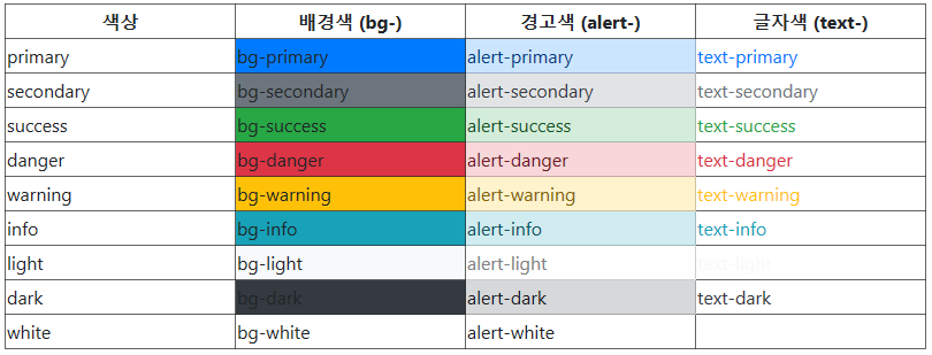 색상 배경색 (bg-) 경고색 (alert-) 글자색 (text-)
primary bg-primary alert-primary text-primary
secondary bg-secondary alert-secondary text-secondary
success bg-success alert-success text-success
danger bg-danger alert-danger text-danger
warning bg-warning alert-warning text-warning
info bg-info alert-info text-info
light bg-light alert-light text-light
dark bg-dark alert-dark text-dark
white bg-white alert-white